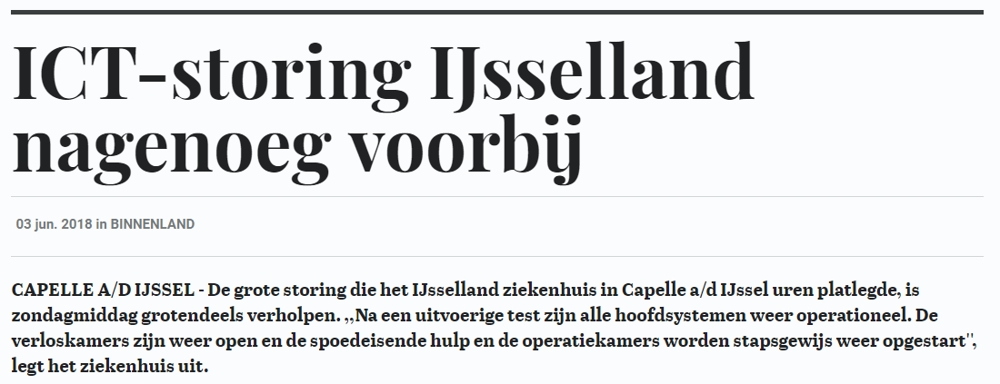 ICT-storing IJsselland
nagenoeg voorbij
03 jun. 2018 in BINNENLAND
CAPELLE A/D IJSSEL - De grote storing die het IJsselland ziekenhuis in Capelle a/d IJssel uren platlegde, is
zondagmiddag grotendeels verholpen. ,,Na een uitvoerige test zijn alle hoofdsystemen weer operationeel. De
verloskamers zijn weer open en de spoedeisende hulp en de operatiekamers worden stapsgewijs weer opgestart'',
legt het ziekenhuis uit.